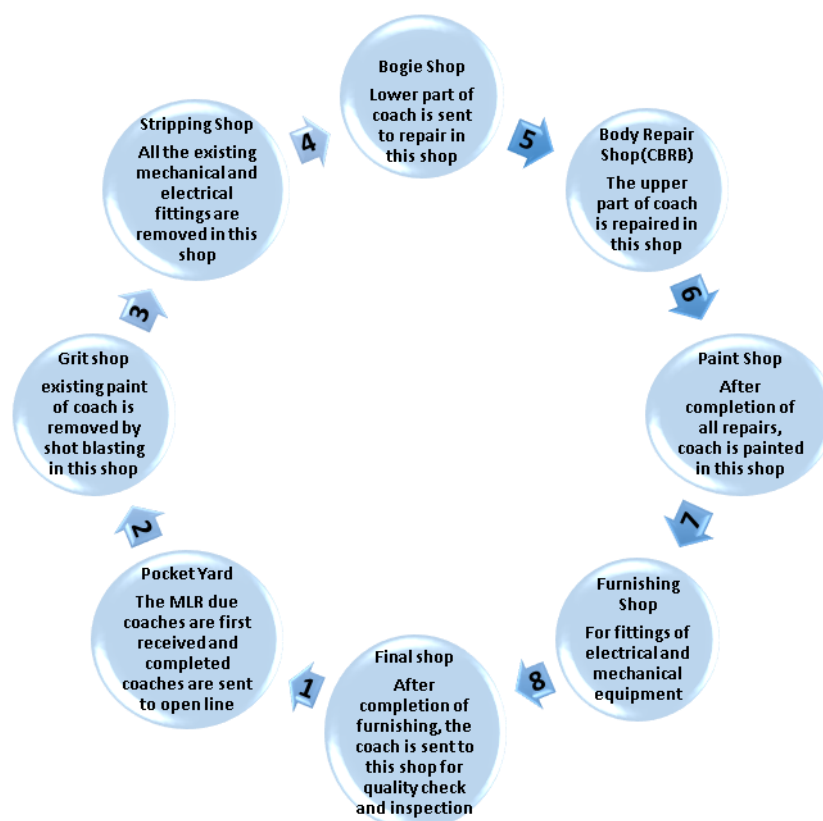 Bogie Shop
Lower part of
coach is sent
to repair in
this shop
5
Body Repair
Shop(CBRB)
The upper
part of coach
is repaired in
this shop
6
Paint Shop
After
completion of
all repairs,
coach is painted
in this shop
7
Furnishing
Shop
For fittings of
electrical and
mechanical
equipment
8
Final shop
After
completion of
furnishing, the
coach is sent to
this shop for
quality check
and inspection
1
Pocket Yard
The MLR due
coaches are first
received and
completed
coaches are sent
to open line
2
Grit shop
existing paint
of coach is
removed by
shot blasting
in this shop
3
Stripping Shop
All the existing
mechanical and
electrical
fittings are
removed in this
shop
4